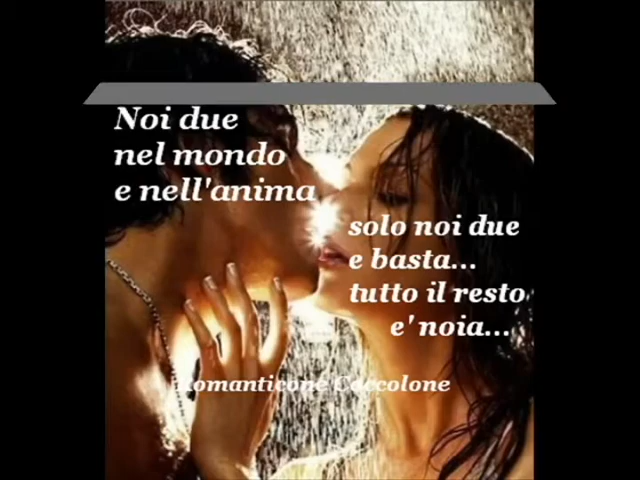 Noi due
nel mondo
e nell'anima
solo noi due
e basta...
tutto il resto
e' noia...
Romanticone Coccolone